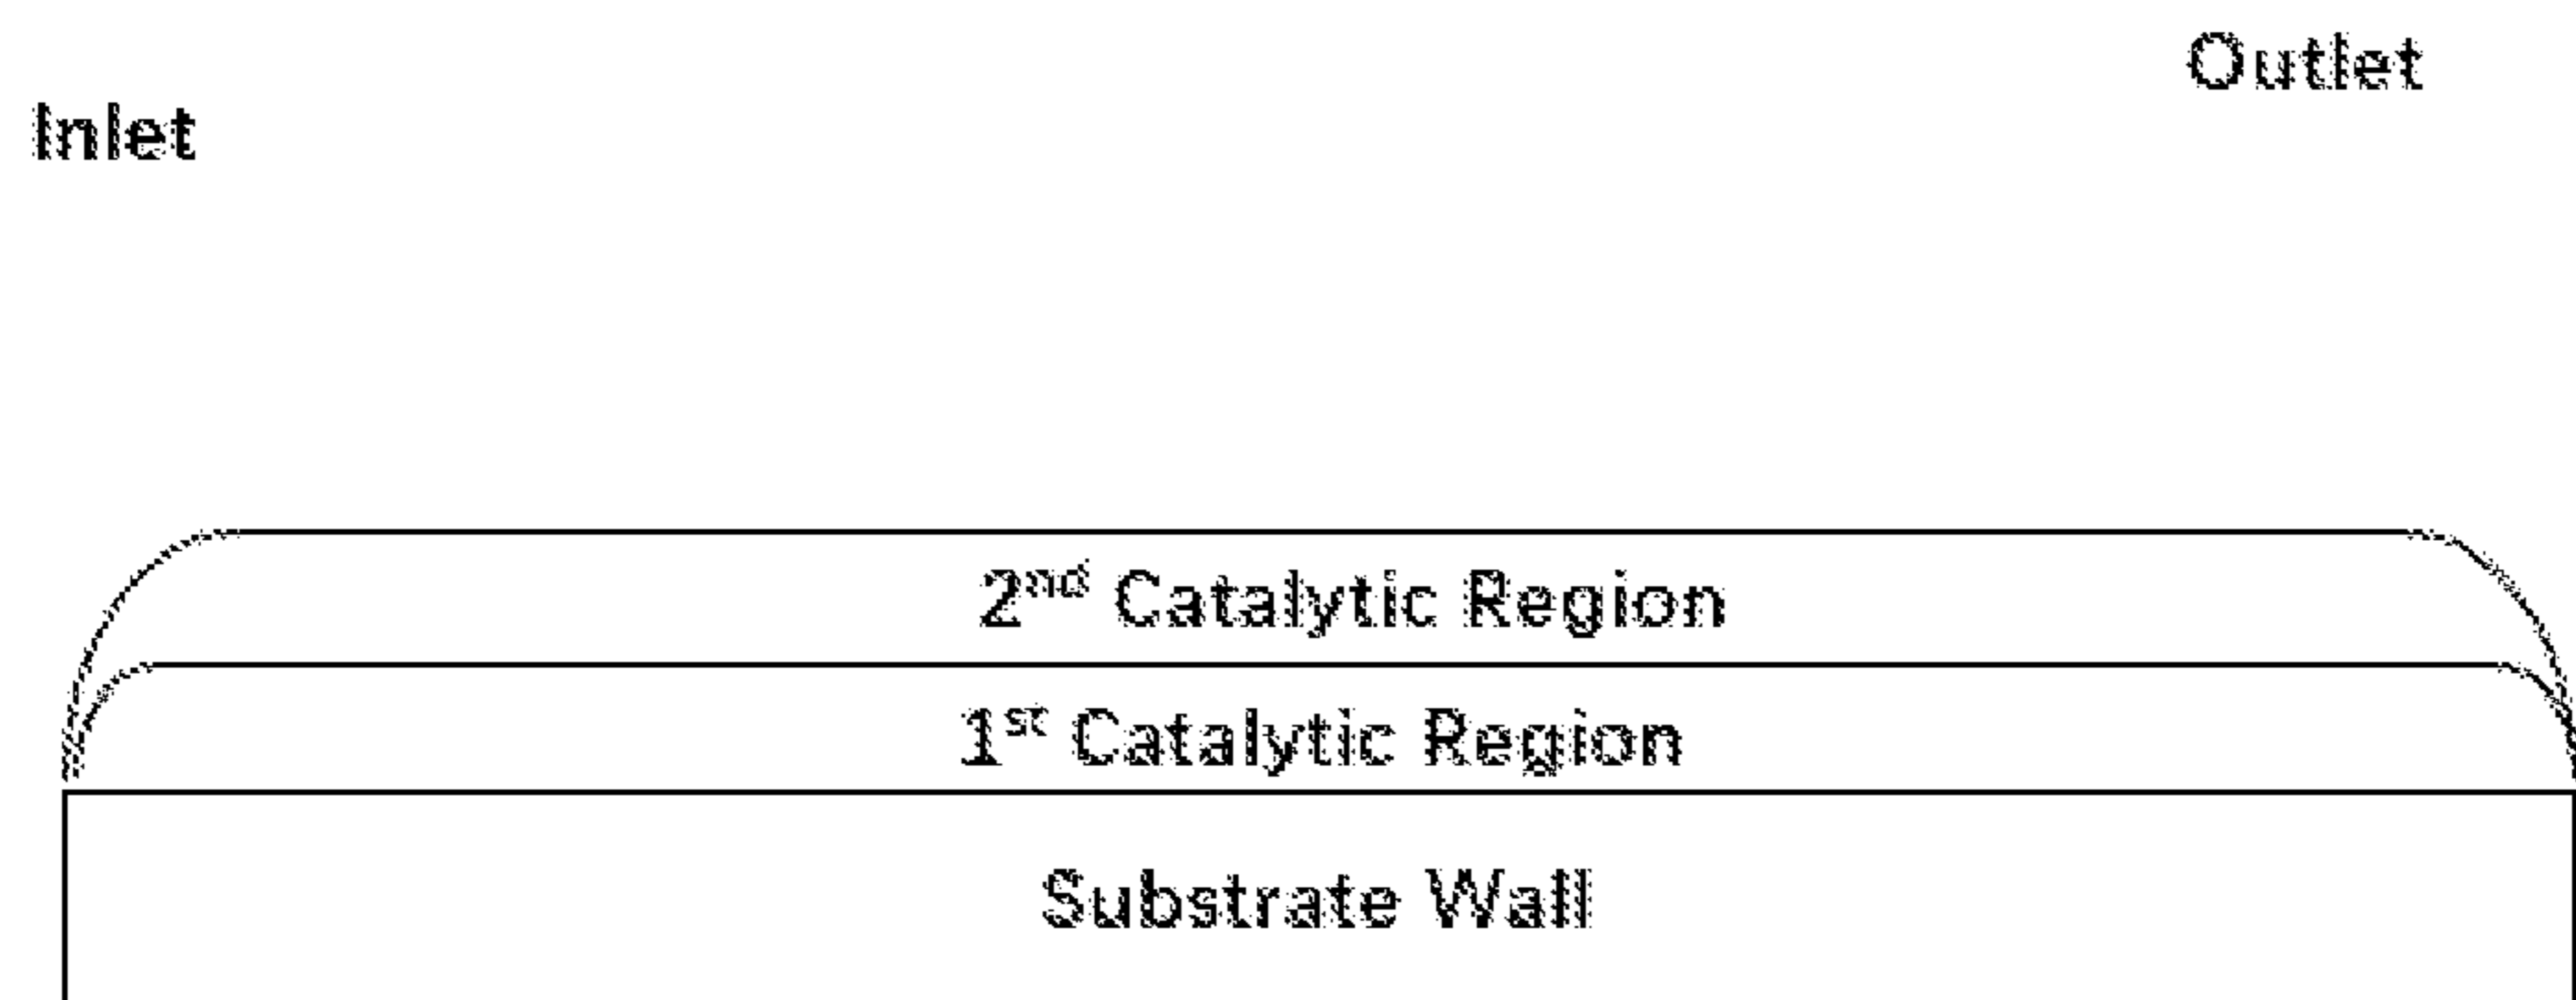 Outlet
Inlet
2nd Catalytic Region
1st Catalytic Region
Substrate Wall